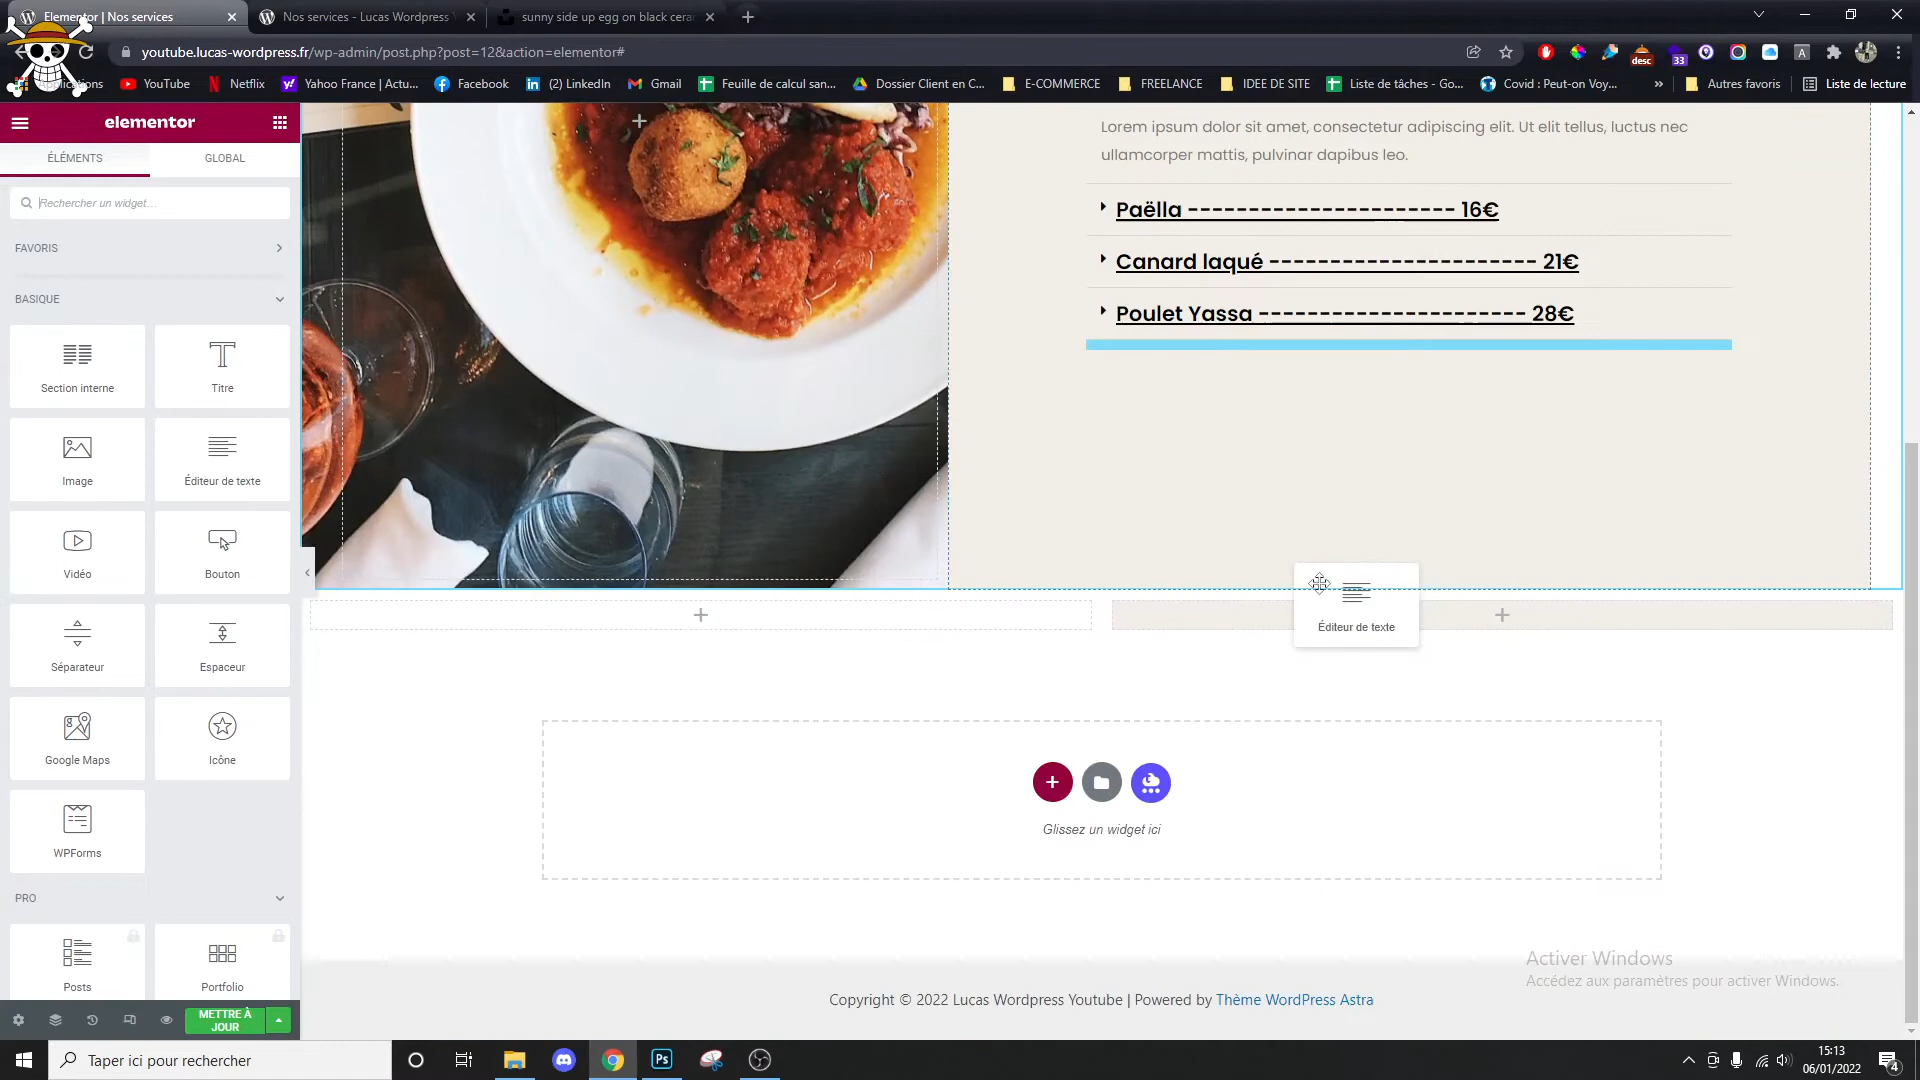 Elementor | Nos services
Nos services - Lucas Wordpress
sunny side up egg on black cerar
youtube.lucas-wordpress.fr/wp-admin/post.php?post=12&action=elementor#
desc
33
Applications
YouTube
Netflix
Yahoo France | Actu...
Facebook
(2) LinkedIn
Gmail
Feuille de calcul san...
Dossier Client en C...
E-COMMERCE
FREELANCE
IDEE DE SITE
Liste de tâches - Go...
Covid : Peut-on Voy...
»
Autres favoris
Liste de lecture
elementor
ÉLÉMENTS
GLOBAL
Rechercher un widget...
FAVORIS
BASIQUE
Section interne
Titre
Image
Éditeur de texte
Vidéo
Bouton
Séparateur
Espaceur
Google Maps
Icône
WPForms
PRO
Posts
Portfolio
METTRE À
JOUR
Lorem ipsum dolor sit amet, consectetur adipiscing elit. Ut elit tellus, luctus nec
ullamcorper mattis, pulvinar dapibus leo.
Paëlla ---------------------- 16€
Canard laqué ---------------------- 21€
Poulet Yassa ---------------------- 28€
Éditeur de texte
Glissez un widget ici
Activer Windows
Accédez aux paramètres pour activer Windows.
Copyright © 2022 Lucas Wordpress Youtube | Powered by Thème WordPress Astra
Taper ici pour rechercher
Ps
15:13
06/01/2022
4